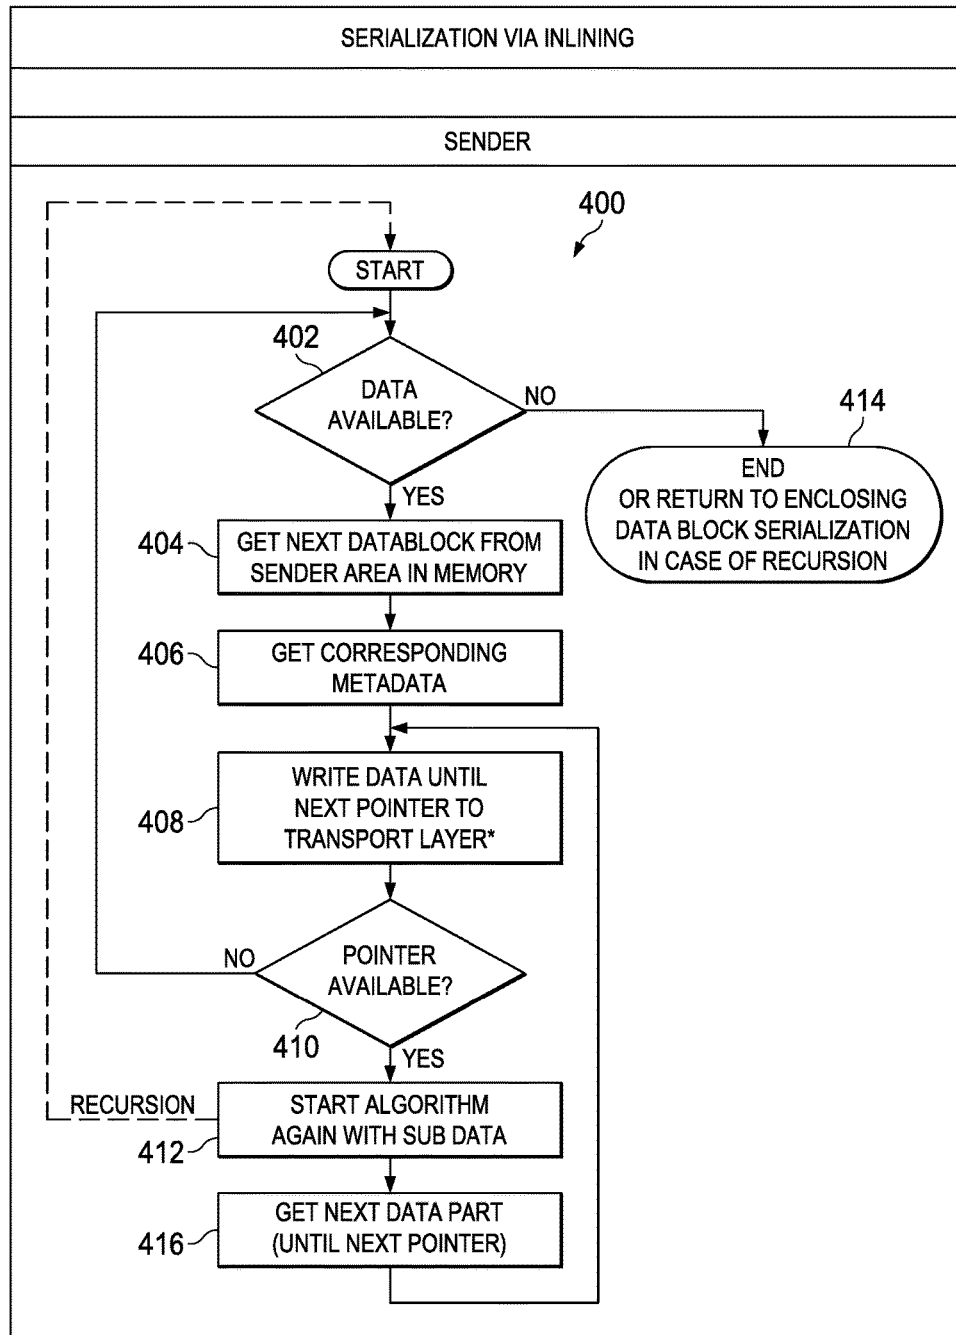 SERIALIZATION VIA INLINING
SENDER
400
START
402
DATA
AVAILABLE?
NO
414
END
OR RETURN TO ENCLOSING
DATA BLOCK SERIALIZATION
IN CASE OF RECURSION
YES
404
GET NEXT DATABLOCK FROM
SENDER AREA IN MEMORY
406
GET CORRESPONDING
METADATA
408
WRITE DATA UNTIL
NEXT POINTER TO
TRANSPORT LAYER*
NO
POINTER
AVAILABLE?
410
YES
RECURSION
412
START ALGORITHM
AGAIN WITH SUB DATA
416
GET NEXT DATA PART
(UNTIL NEXT POINTER)